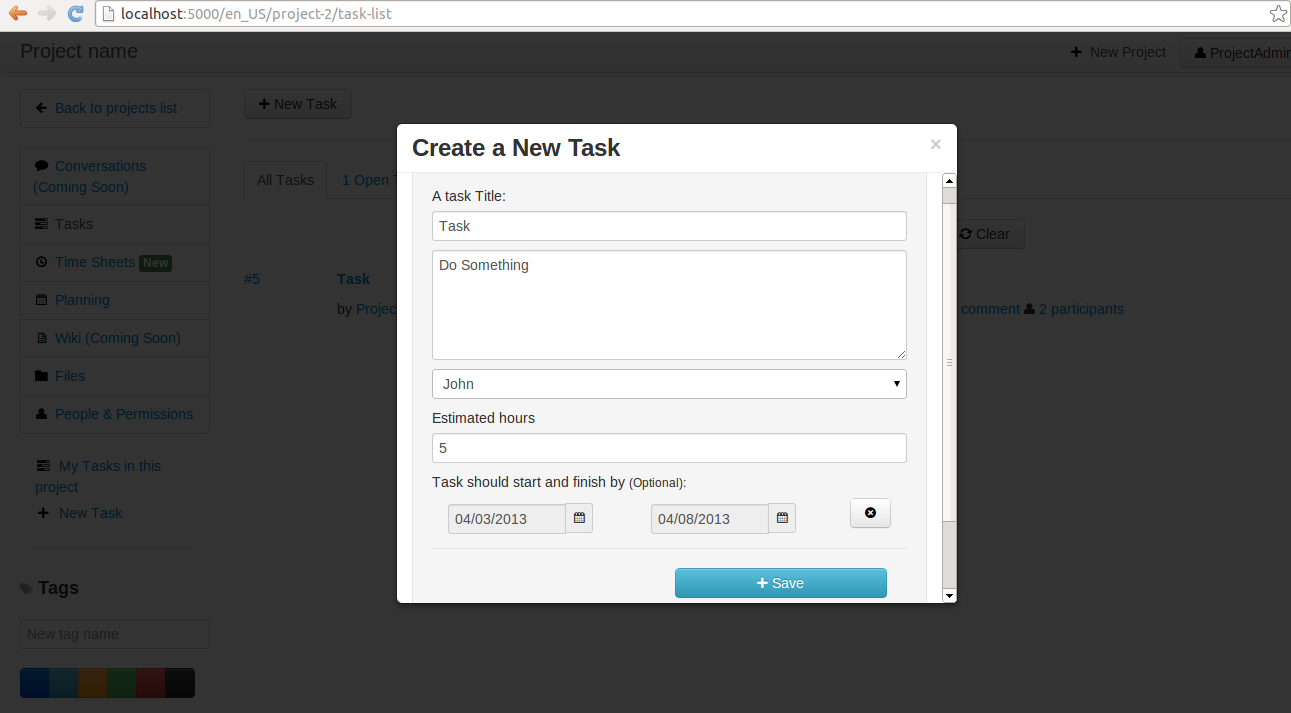 localhost:5000/en_US/project-2/task-list
Project name
New Project
ProjectAdmin
Back to projects list
New Task
Conversations
(Coming Soon)
Tasks
Time Sheets New
Planning
Wiki (Coming Soon)
Files
People & Permissions
My Tasks in this
project
New Task
Tags
New tag name
All Tasks
1 Open
Clear
#5
Task
by Projec
comment 2 participants
Create a New Task
×
A task Title:
Task
Do Something
John
Estimated hours
5
Task should start and finish by (Optional):
04/03/2013
04/08/2013
Save